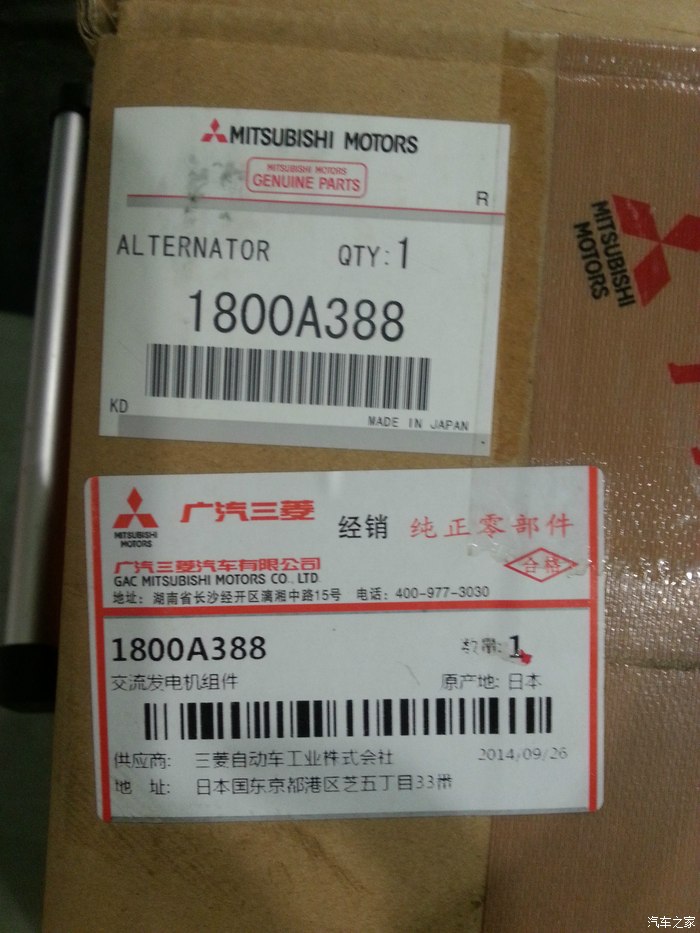 MITSUBISHI MOTORS
MITSUBISHI MOTORS
GENUINE PARTS
R
ALTERNATOR QTY:1
1800A388
KD
MADE IN JAPAN
MITSUBISHI
MOTORS
MITSUBISHI
MOTORS
广汽三菱 经销 纯正零部件
广汽三菱汽车有限公司
GAC MITSUBISHI MOTORS CO., LTD.
合格
地址: 湖南省长沙经开区漓湘中路15号 电话: 400-977-3030
1800A388 数量: 1
交流发电机组件 原产地: 日本
供应商: 三菱自动车工业株式会社 2014/09/26
地 址: 日本国东京都港区芝五丁目33番
汽车之家